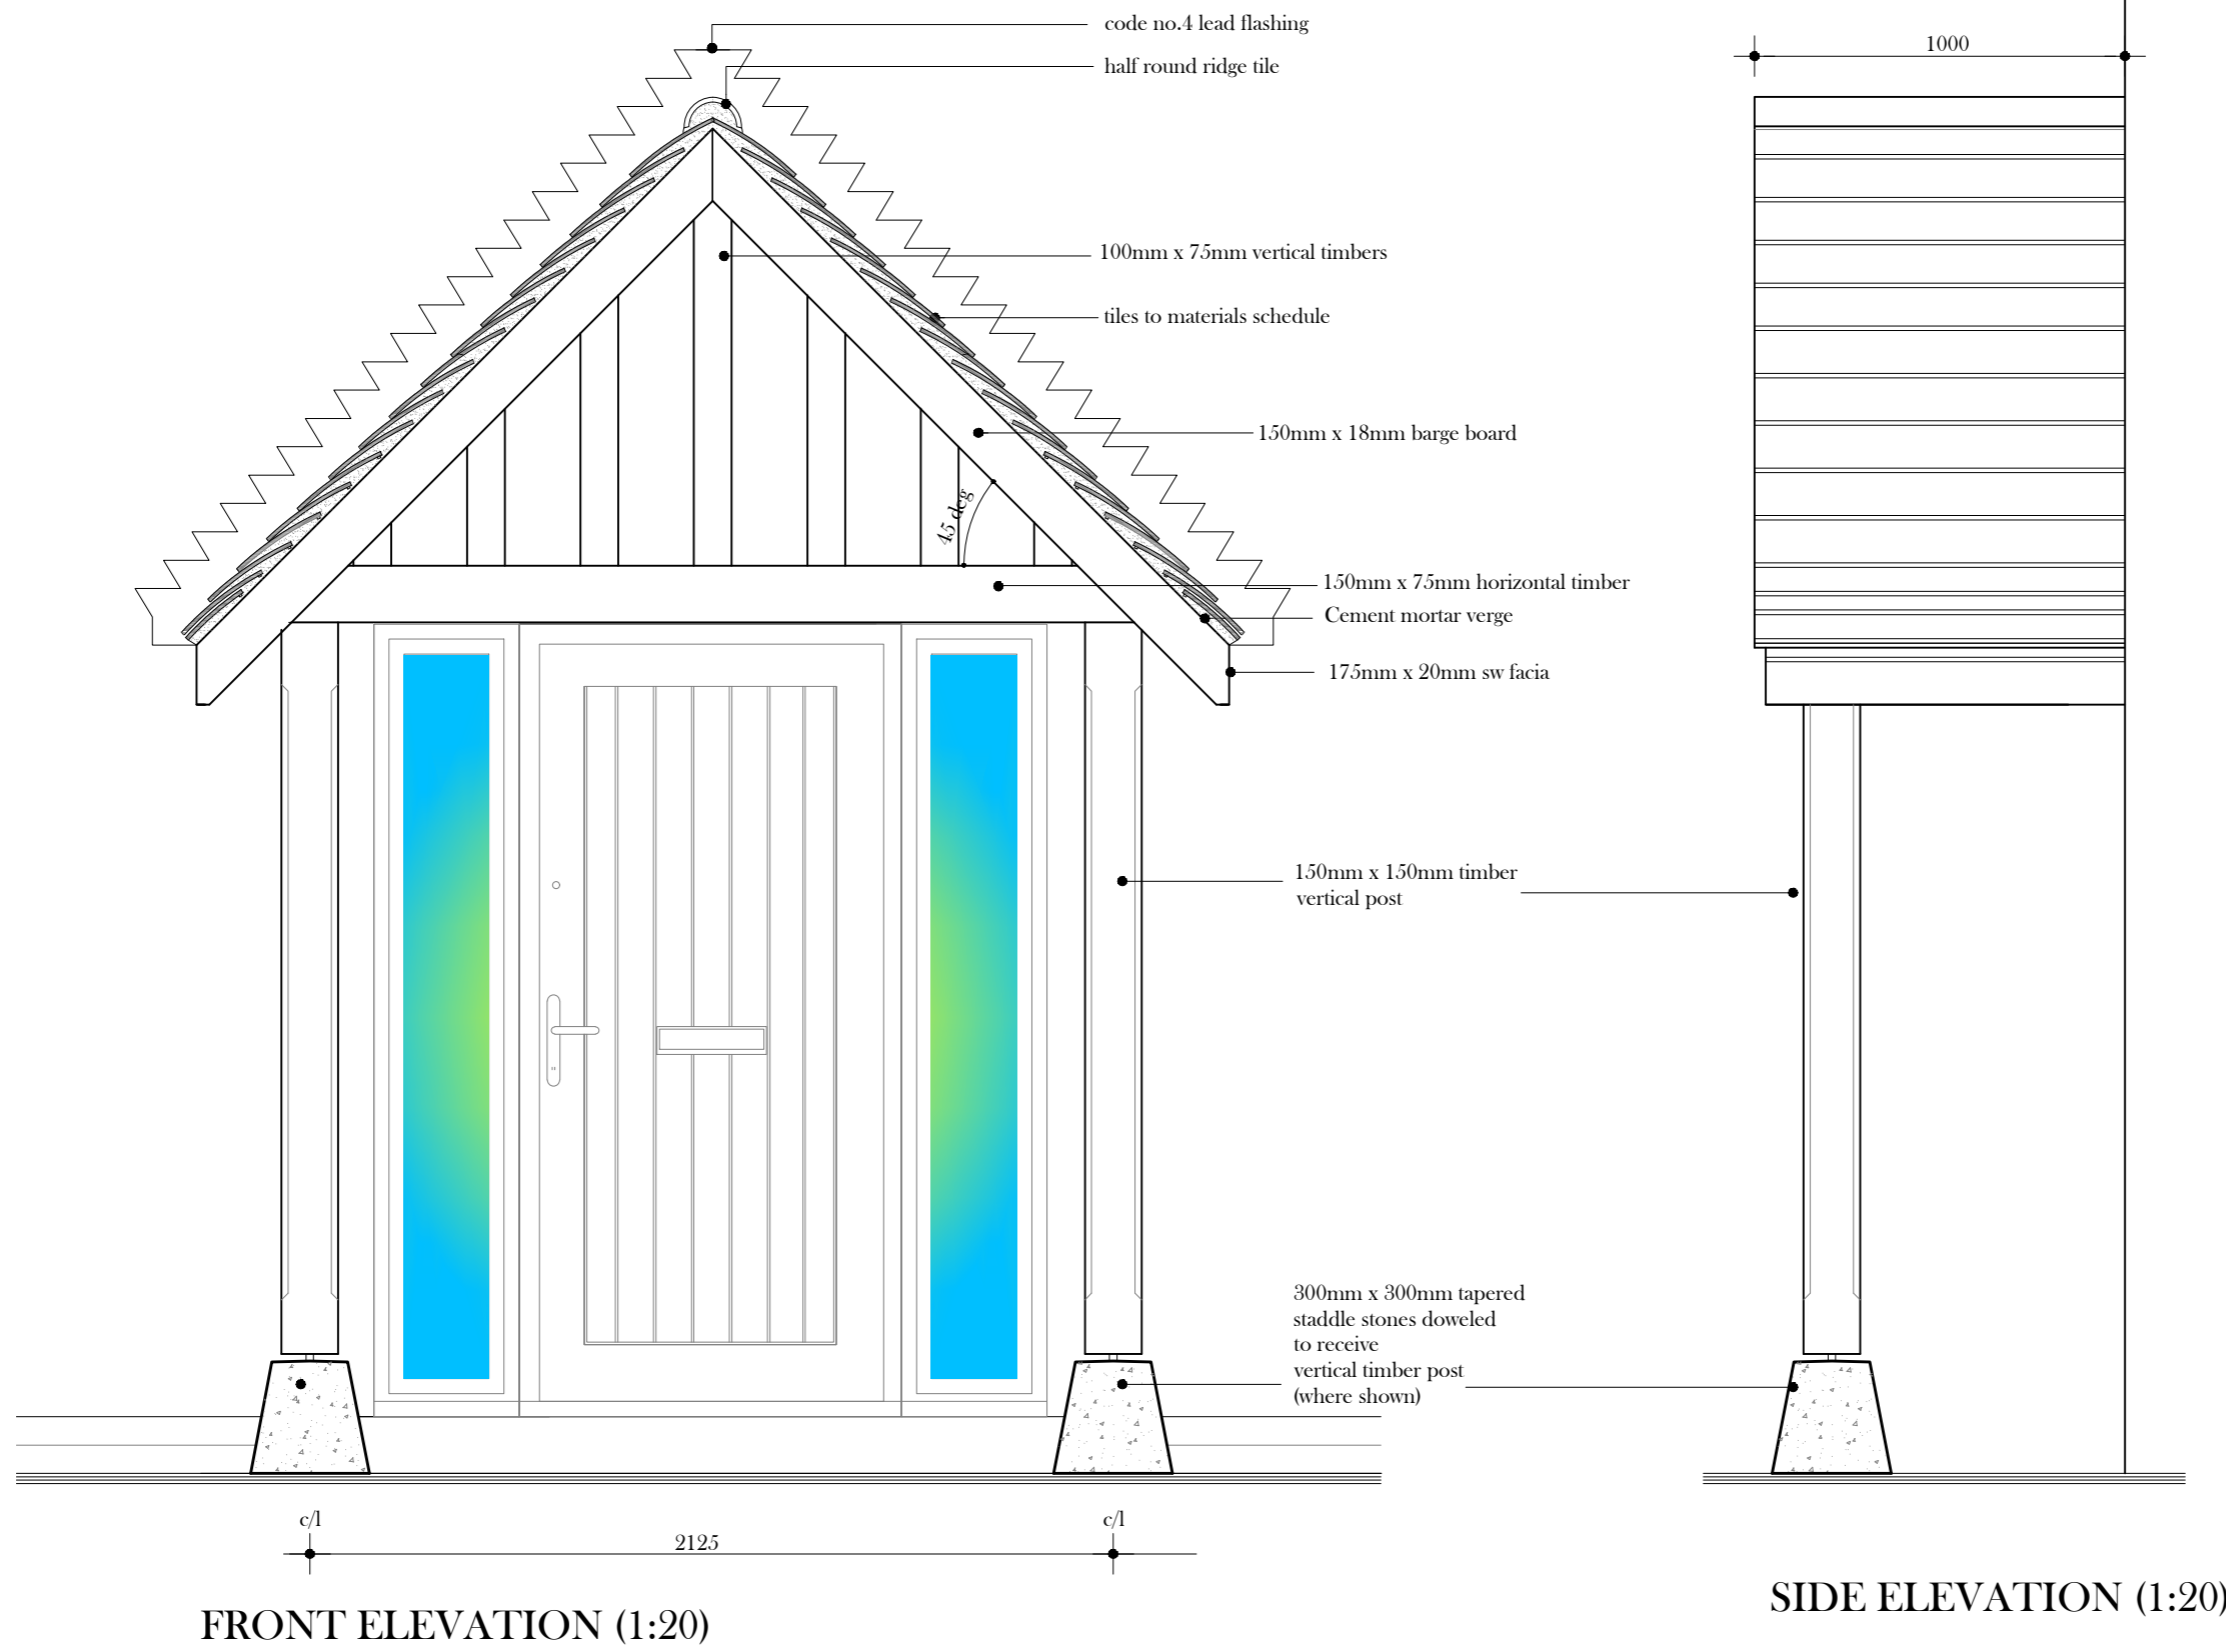 code no.4 lead flashing
half round ridge tile
1000
100mm x 75mm vertical timbers
tiles to materials schedule
150mm x 18mm barge board
45 deg
150mm x 75mm horizontal timber
Cement mortar verge
175mm x 20mm sw facia
150mm x 150mm timber
vertical post
300mm x 300mm tapered
staddle stones doweled
to receive
vertical timber post
(where shown)
c/l
c/l
2125
FRONT ELEVATION (1:20)
SIDE ELEVATION (1:20)